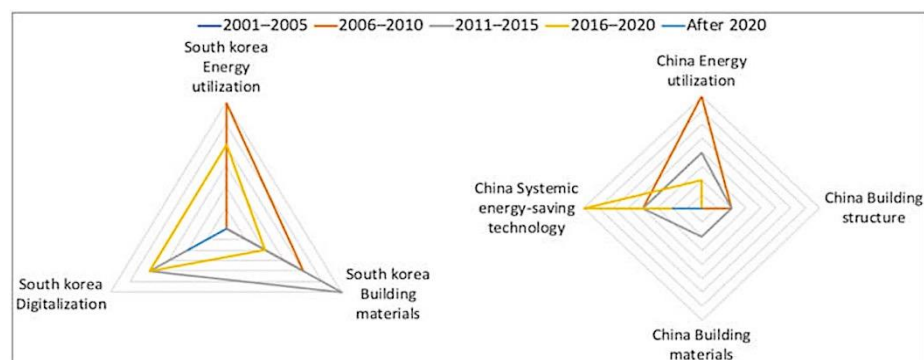 2001–2005 2006–2010 2011–2015 2016–2020 After 2020
South korea
Energy
utilization
South korea
Digitalization
South korea
Building
materials
China Energy
utilization
China Systemic
energy-saving
technology
China Building
structure
China Building
materials